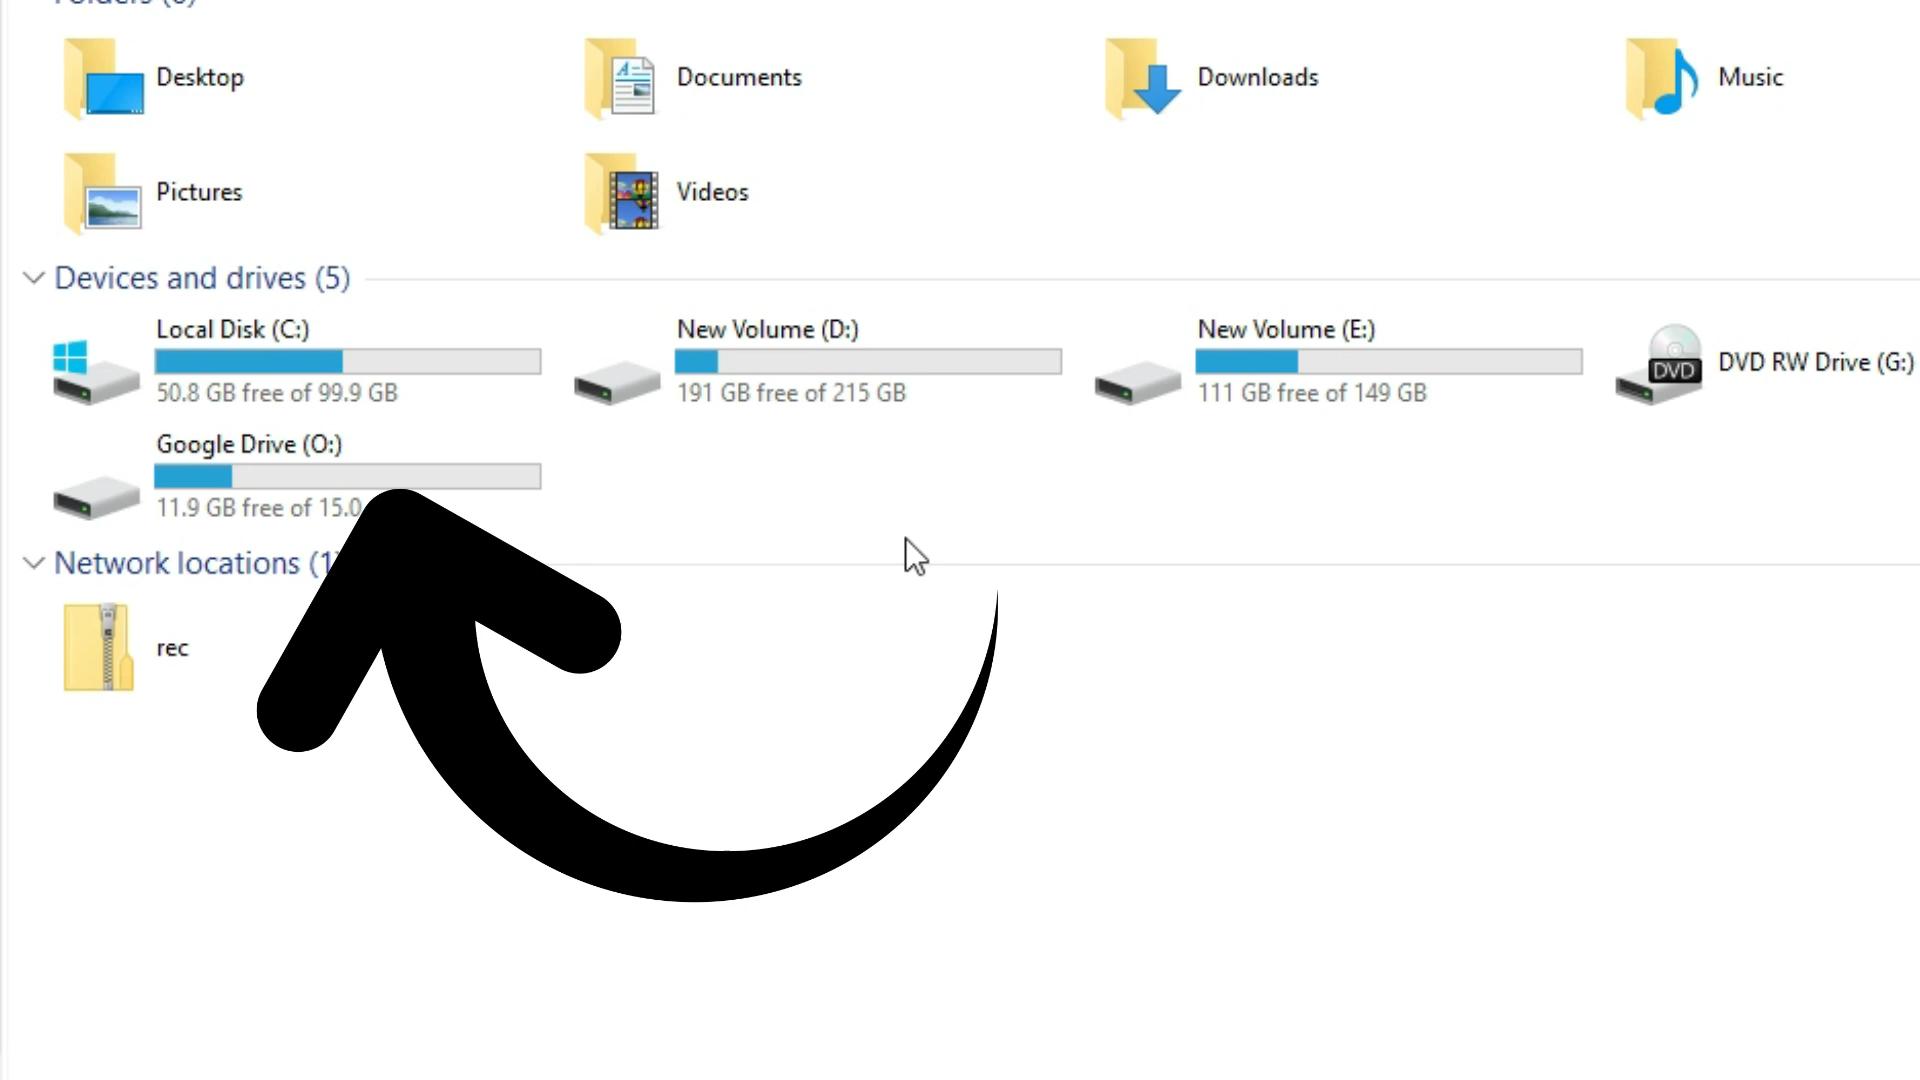 Desktop
Documents
Downloads
Music
Pictures
Videos
Devices and drives (5)
Local Disk (C:)
50.8 GB free of 99.9 GB
New Volume (D:)
191 GB free of 215 GB
New Volume (E:)
111 GB free of 149 GB
DVD
DVD RW Drive (G:)
Google Drive (O:)
11.9 GB free of 15.0
Network locations (1
rec